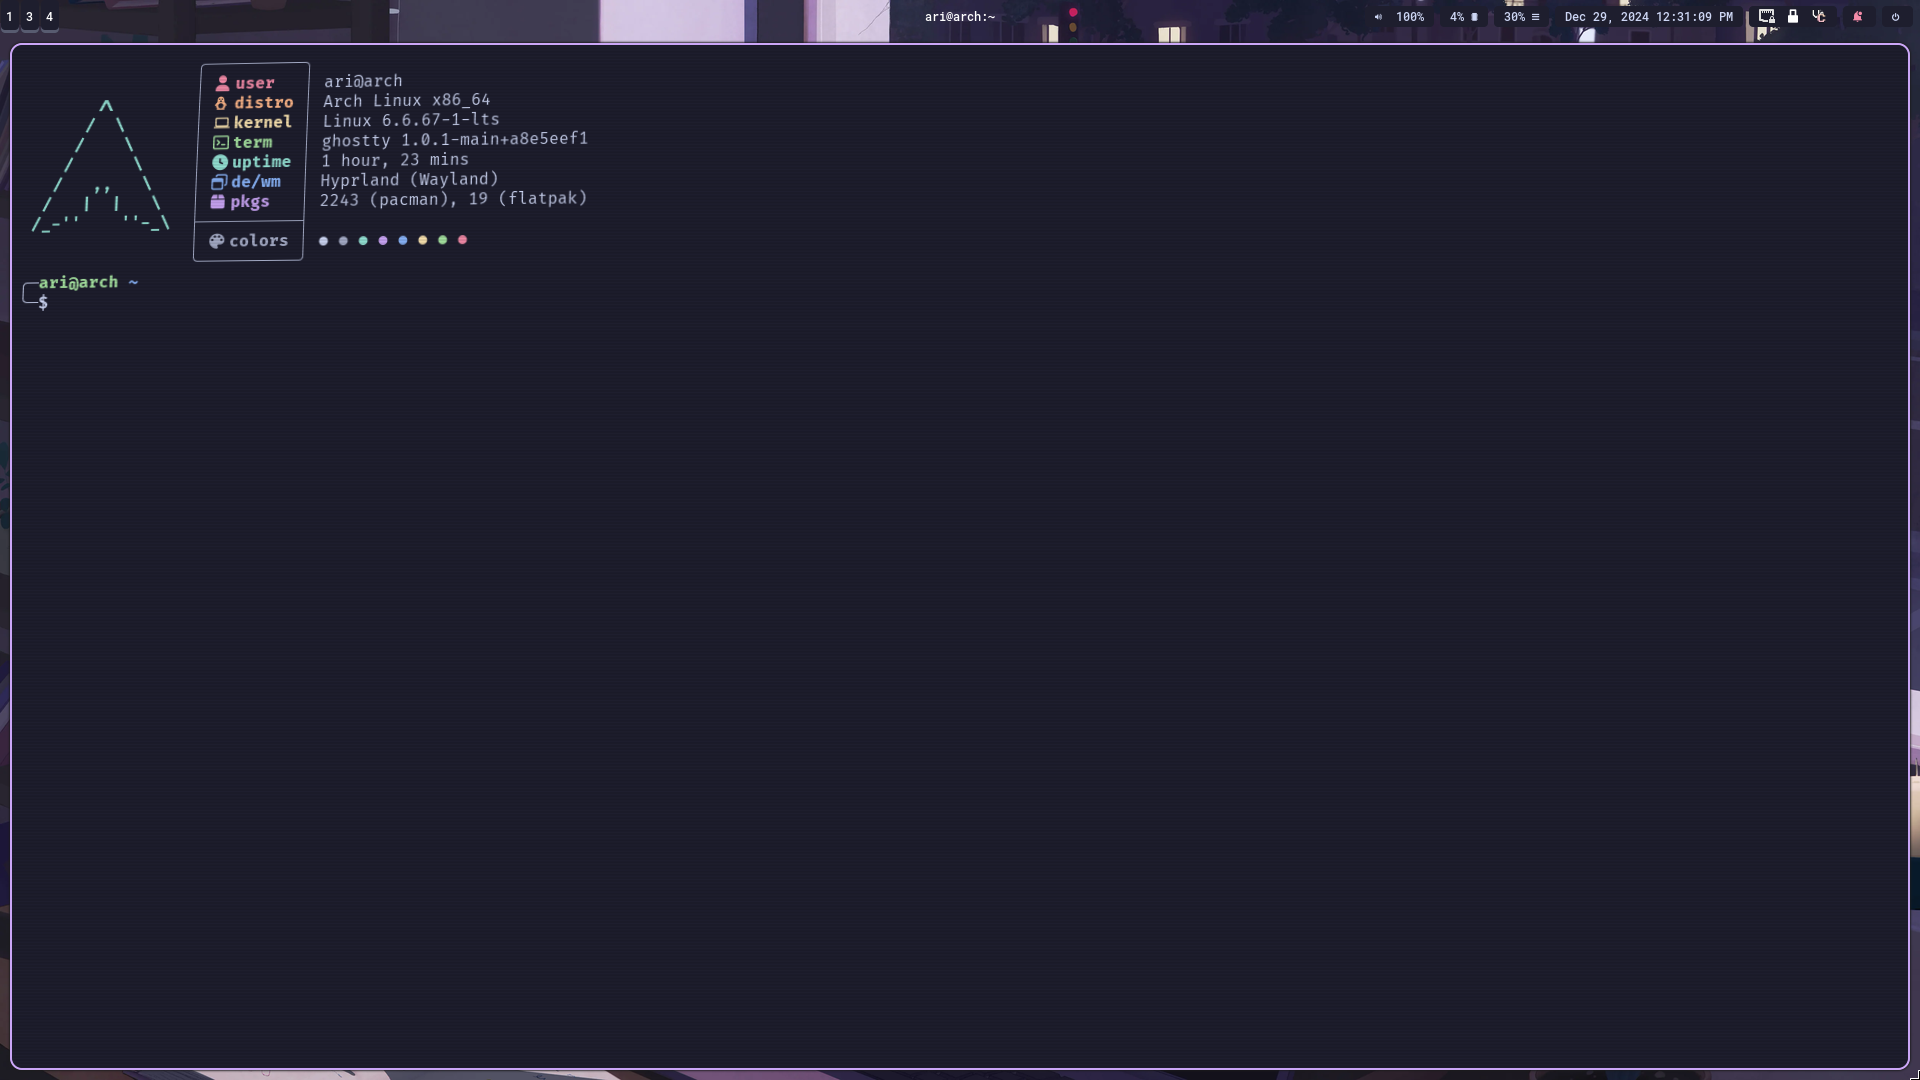 1 3 4
ari@arch:~
100% 4% 30% Dec 29, 2024 12:31:09 PM
user ari@arch
distro Arch Linux x86_64
kernel Linux 6.6.67-1-lts
term ghostty 1.0.1-main+a8e5eef1
uptime 1 hour, 23 mins
de/wm Hyprland (Wayland)
pkgs 2243 (pacman), 19 (flatpak)
colors
ari@arch ~
$